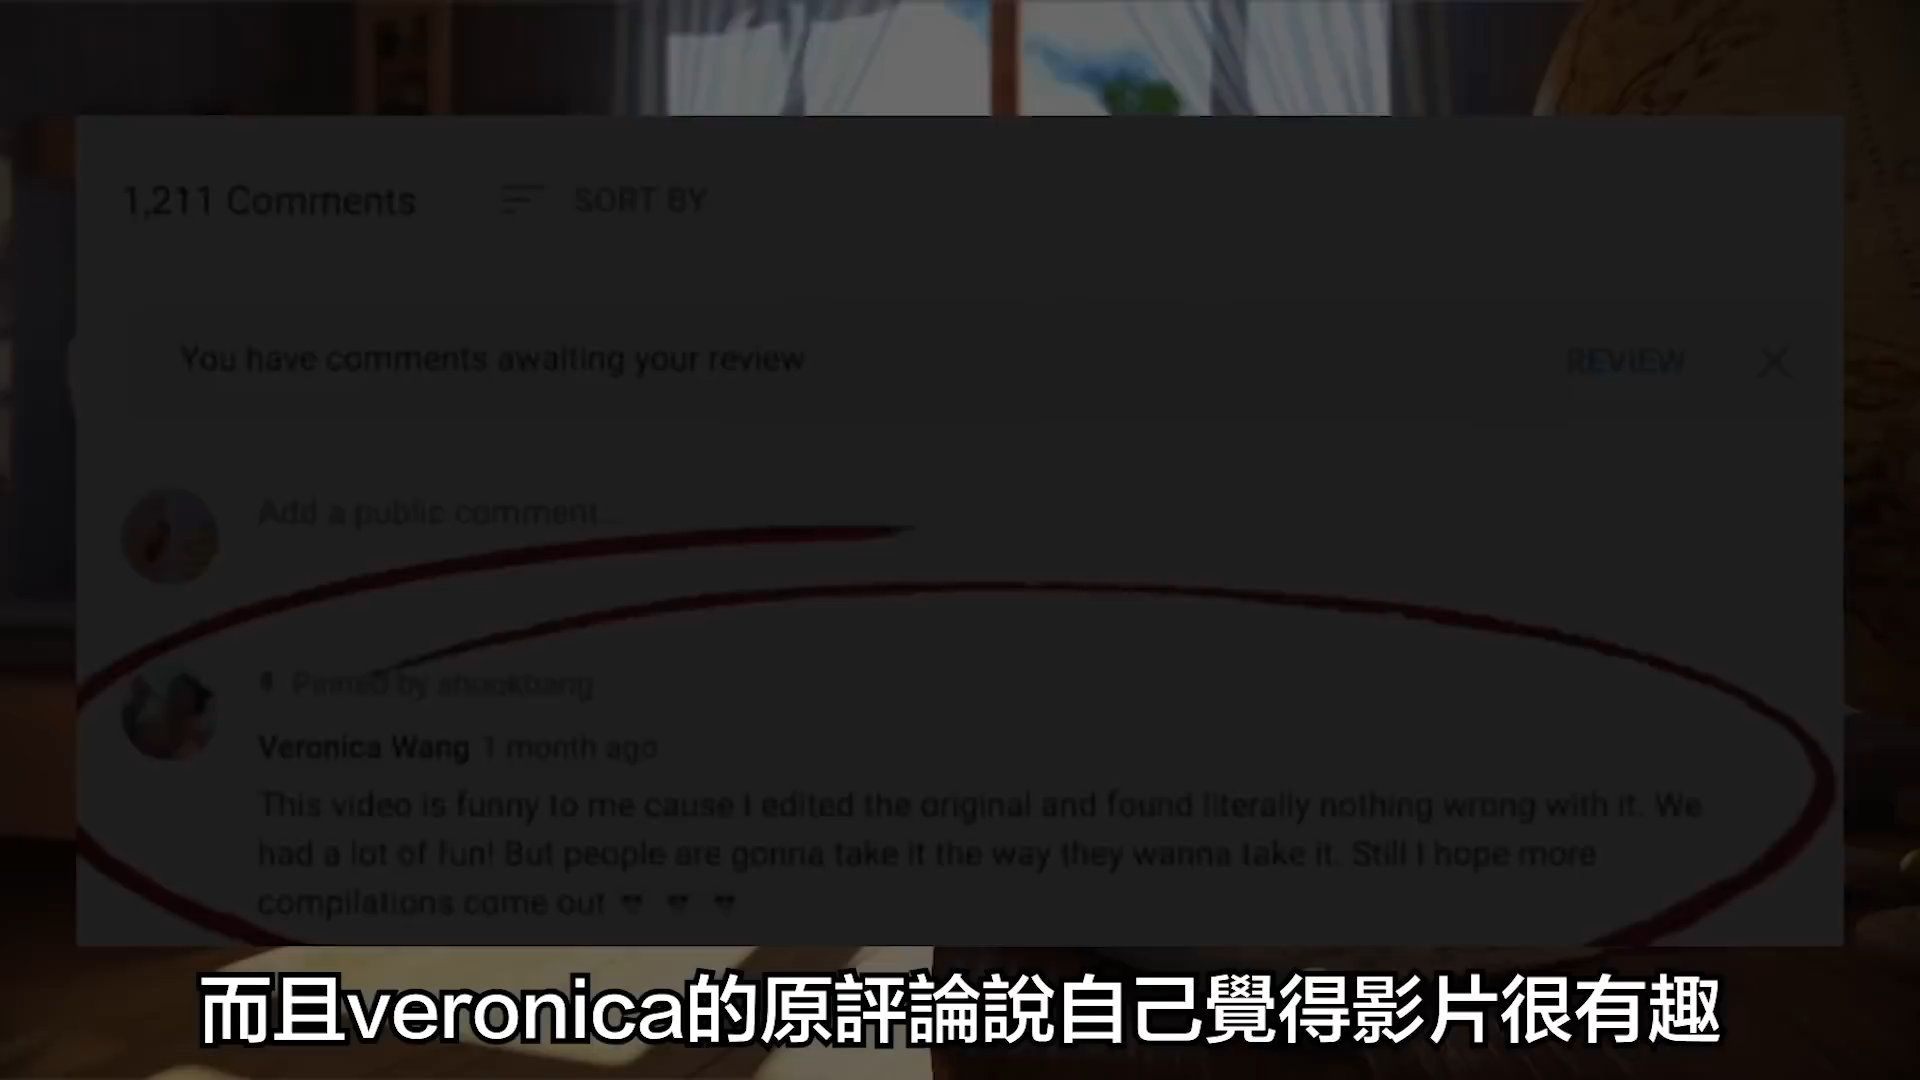 1,211 Comments
SORT BY
You have comments awaiting your review
REVIEW
Add a public comment...
Pinned by shookbang
Veronica Wang 1 month ago
This video is funny to me cause I edited the original and found literally nothing wrong with it. We
had a lot of fun! But people are gonna take it the way they wanna take it. Still I hope more
compilations come out
而且veronica的原評論說自己覺得影片很有趣